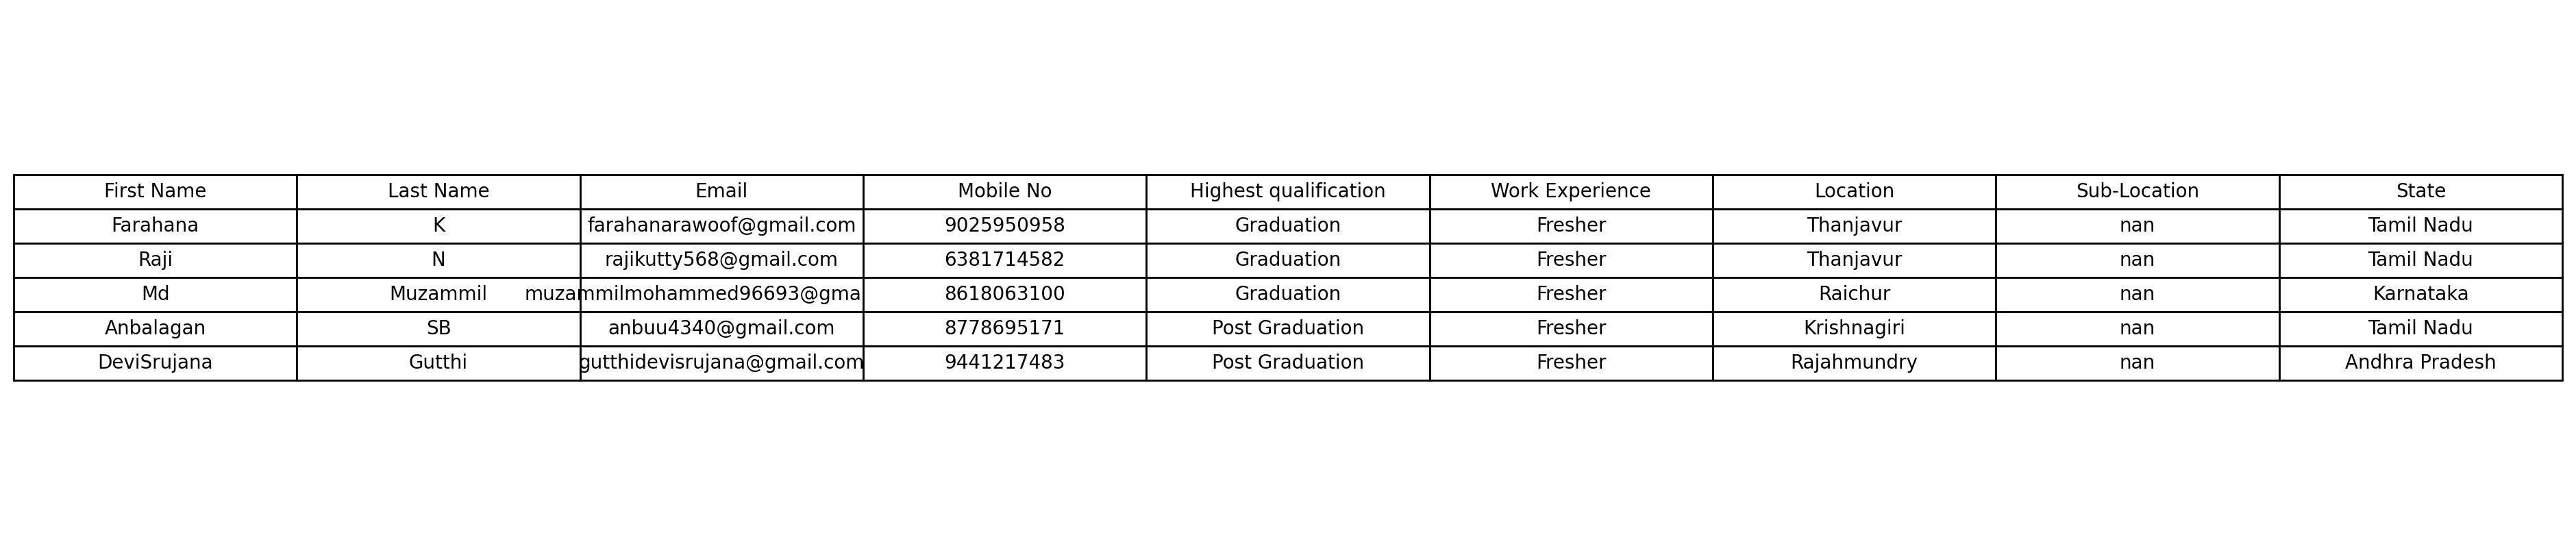 First Name Last Name Email Mobile No Highest qualification Work Experience Location Sub-Location State
Farahana K farahanarawoof@gmail.com 9025950958 Graduation Fresher Thanjavur nan Tamil Nadu
Raji N rajikutty568@gmail.com 6381714582 Graduation Fresher Thanjavur nan Tamil Nadu
Md Muzammil muzammilmohammed96693@gma 8618063100 Graduation Fresher Raichur nan Karnataka
Anbalagan SB anbuu4340@gmail.com 8778695171 Post Graduation Fresher Krishnagiri nan Tamil Nadu
DeviSrujana Gutthi gutthidevisrujana@gmail.com 9441217483 Post Graduation Fresher Rajahmundry nan Andhra Pradesh